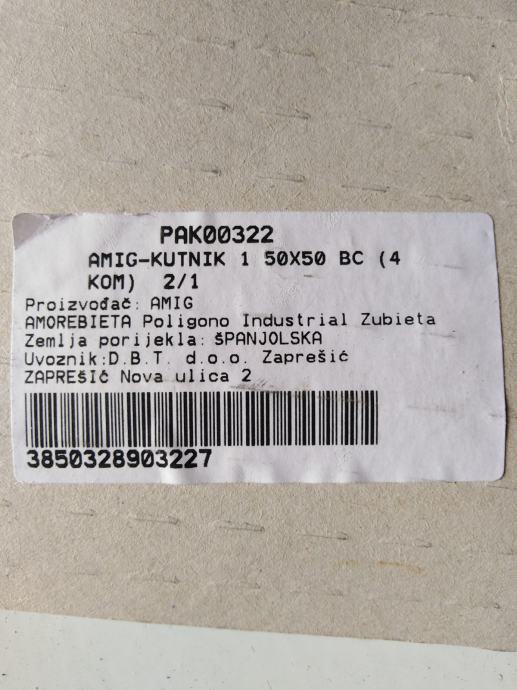 PAK00322
AMIG-KUTNIK 1 50X50 BC (4
KOM) 2/1
Proizvođač: AMIG
AMOREBIETA Poligono Industrial Zubieta
Zemlja porijekla: ŠPANJOLSKA
Uvoznik:D.B.T. d.o.o. Zaprešić
ZAPREŠIĆ Nova ulica 2
3850328903227